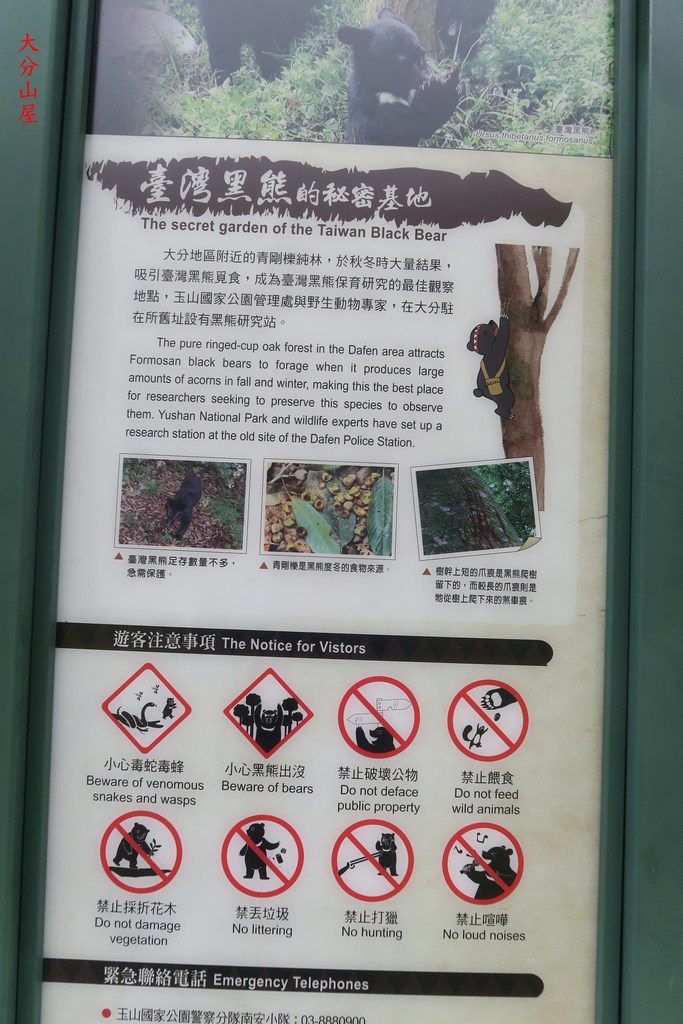 大分山屋
臺灣黑熊
Ursus thibetanus formosanus
臺灣黑熊的秘密基地
The secret garden of the Taiwan Black Bear
大分地區附近的青剛櫟純林，於秋冬時大量結果，
吸引臺灣黑熊覓食，成為臺灣黑熊保育研究的最佳觀察
地點，玉山國家公園管理處與野生動物專家，在大分駐
在所舊址設有黑熊研究站。
The pure ringed-cup oak forest in the Dafen area attracts
Formosan black bears to forage when it produces large
amounts of acorns in fall and winter, making this the best place
for researchers seeking to preserve this species to observe
them. Yushan National Park and wildlife experts have set up a
research station at the old site of the Dafen Police Station.
▲ 臺灣黑熊足存數量不多，
急需保護。
▲ 青剛櫟是黑熊度冬的食物來源。
▲ 樹幹上短的爪痕是黑熊爬樹
留下的，而較長的爪痕則是
牠從樹上爬下來的煞車痕。
遊客注意事項 The Notice for Vistors
小心毒蛇毒蜂
Beware of venomous
snakes and wasps
小心黑熊出沒
Beware of bears
禁止破壞公物
Do not deface
public property
禁止餵食
Do not feed
wild animals
禁止採折花木
Do not damage
vegetation
禁丟垃圾
No littering
禁止打獵
No hunting
禁止喧嘩
No loud noises
緊急聯絡電話 Emergency Telephones
● 玉山國家公園警察分隊南安小隊：03-8880900